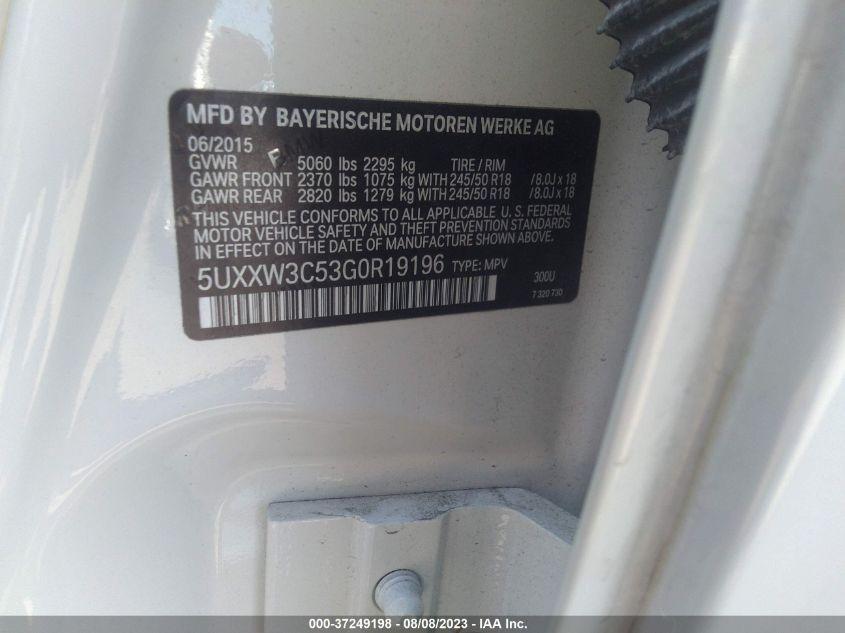 MFD BY BAYERISCHE MOTOREN WERKE AG
06/2015
GVWR 5060 lbs 2295 kg TIRE / RIM
GAWR FRONT 2370 lbs 1075 kg WITH 245/50 R18 / 8.0J x 18
GAWR REAR 2820 lbs 1279 kg WITH 245/50 R18 / 8.0J x 18
THIS VEHICLE CONFORMS TO ALL APPLICABLE U. S. FEDERAL
MOTOR VEHICLE SAFETY AND THEFT PREVENTION STANDARDS
IN EFFECT ON THE DATE OF MANUFACTURE SHOWN ABOVE.
5UXXW3C53G0R19196 TYPE: MPV 300U
7 320 730
000-37249198 - 08/08/2023 - IAA Inc.